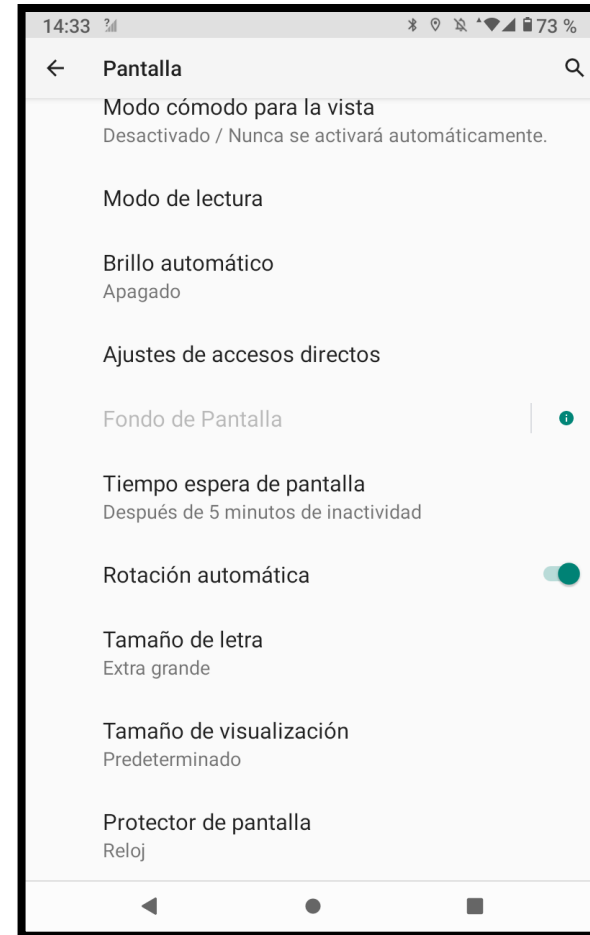 14:33 73 %
Pantalla
Modo cómodo para la vista
Desactivado / Nunca se activará automáticamente.
Modo de lectura
Brillo automático
Apagado
Ajustes de accesos directos
Fondo de Pantalla
Tiempo espera de pantalla
Después de 5 minutos de inactividad
Rotación automática
Tamaño de letra
Extra grande
Tamaño de visualización
Predeterminado
Protector de pantalla
Reloj